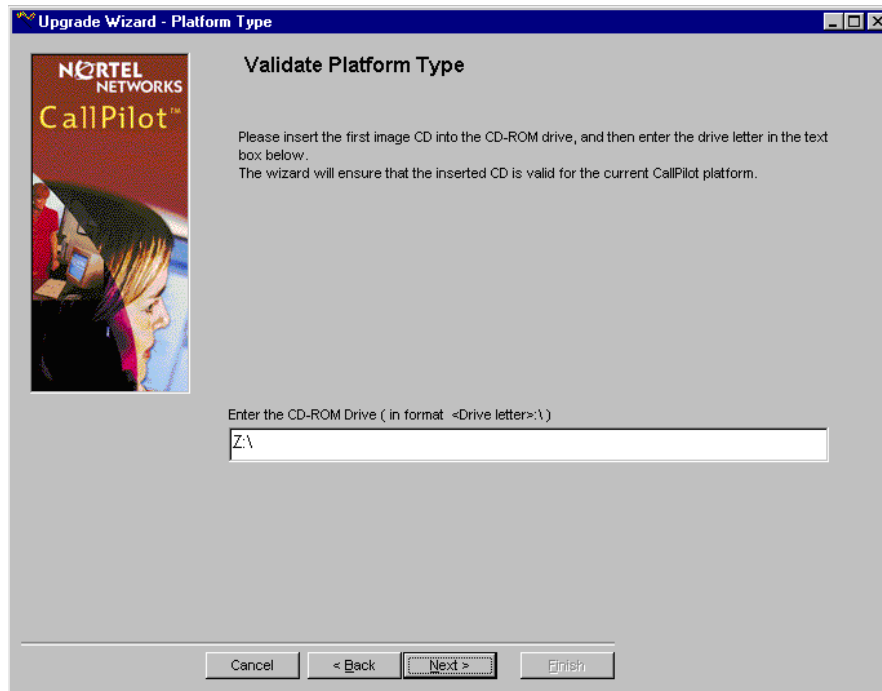 Upgrade Wizard - Platform Type
NORTEL
NETWORKS
CallPilot™
Validate Platform Type
Please insert the first image CD into the CD-ROM drive, and then enter the drive letter in the text
box below.
The wizard will ensure that the inserted CD is valid for the current CallPilot platform.
Enter the CD-ROM Drive ( in format <Drive letter>:\ )
Z:\
Cancel
< Back
Next >
Finish